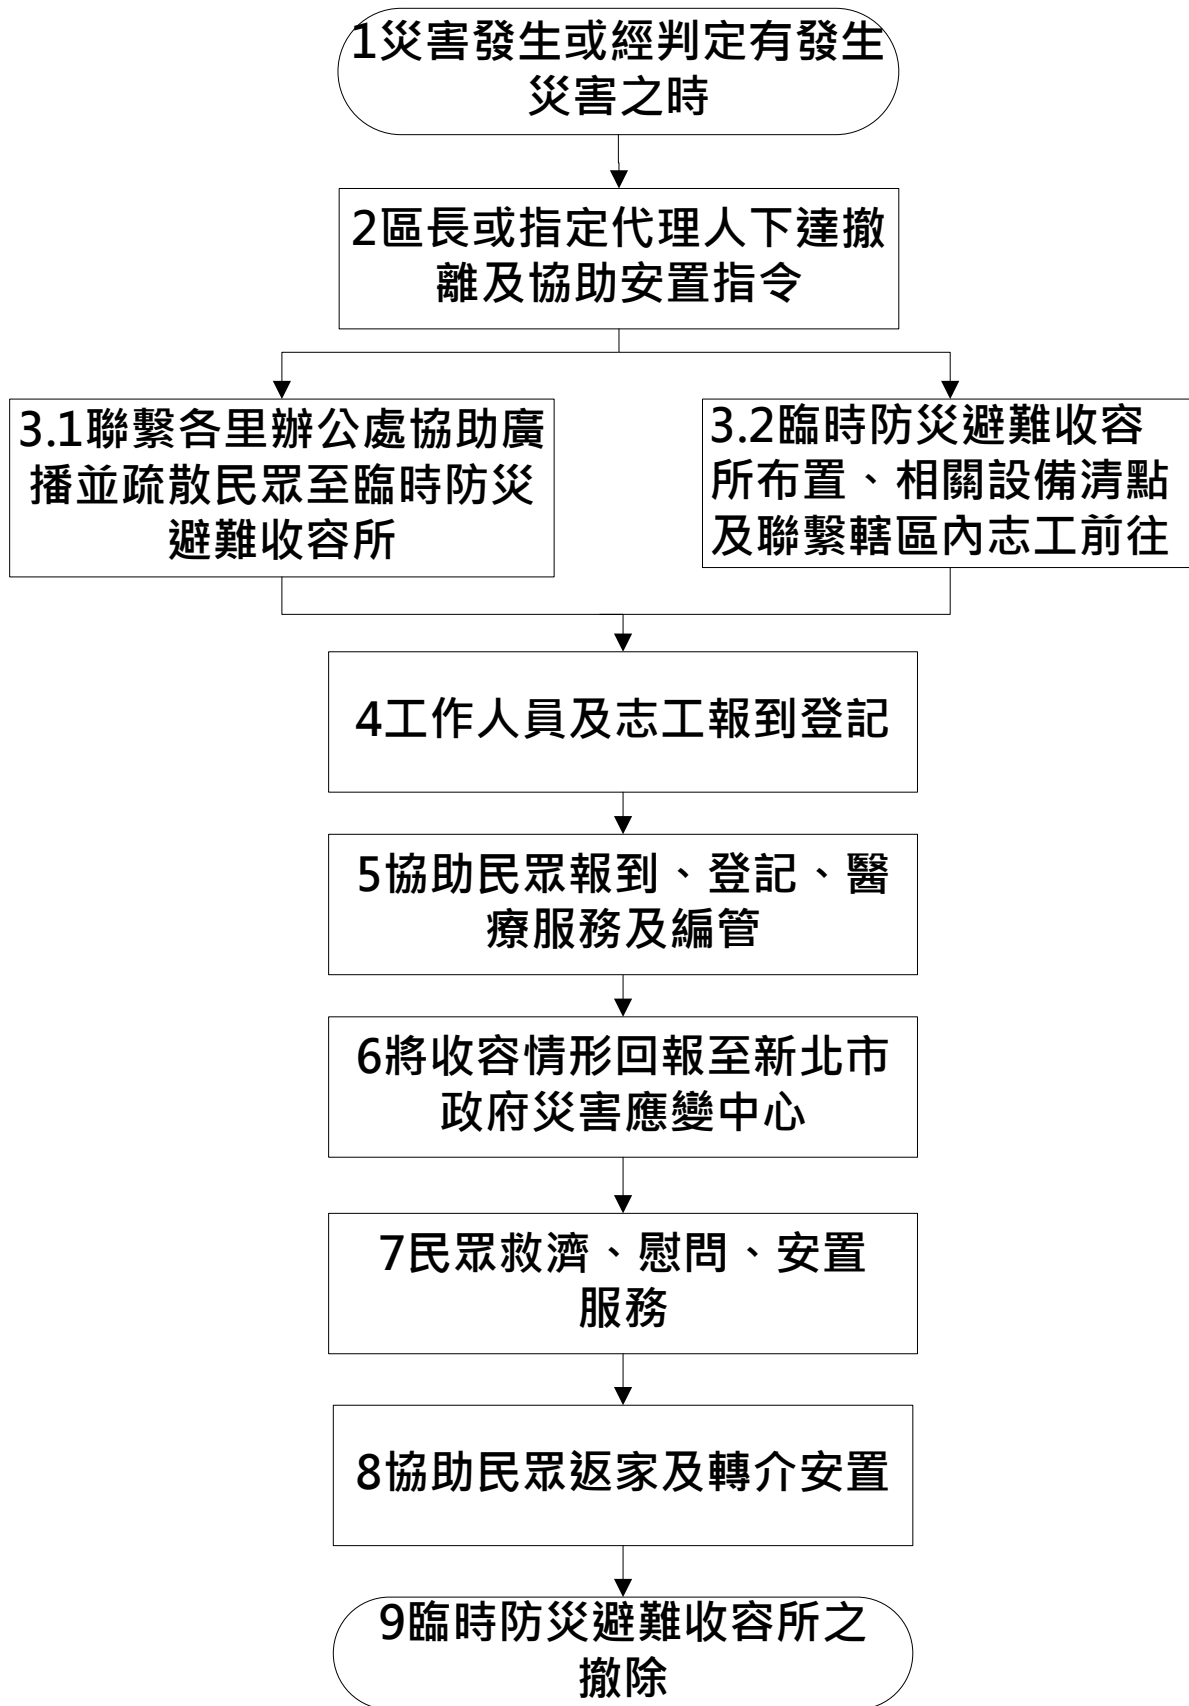 1災害發生或經判定有發生
災害之時
2區長或指定代理人下達撤
離及協助安置指令
3.1聯繫各里辦公處協助廣
播並疏散民眾至臨時防災
避難收容所
3.2臨時防災避難收容
所布置、相關設備清點
及聯繫轄區內志工前往
4工作人員及志工報到登記
5協助民眾報到、登記、醫
療服務及編管
6將收容情形回報至新北市
政府災害應變中心
7民眾救濟、慰問、安置
服務
8協助民眾返家及轉介安置
9臨時防災避難收容所之
撤除